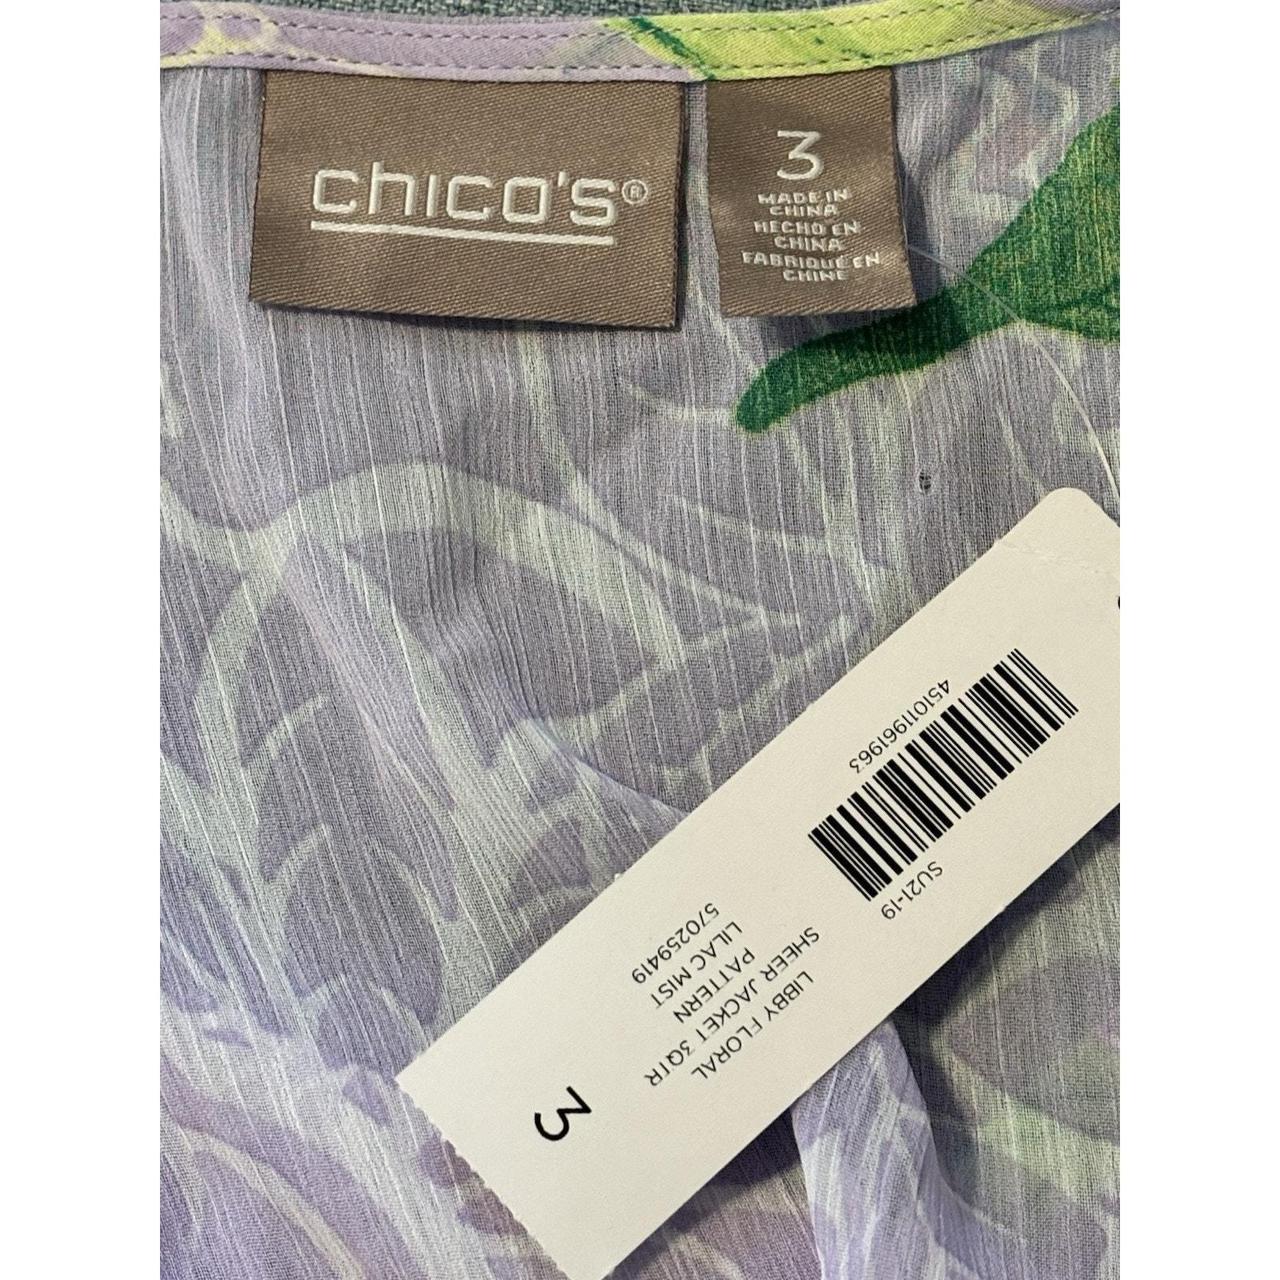 chico's®
3
MADE IN
CHINA
HECHO EN
CHINA
FABRIQUÉ EN
CHINE
451011961963
SU21-19
LIBBY FLORAL
SHEER JACKET 3QTR
PATTERN
LILAC MIST
570259419
3